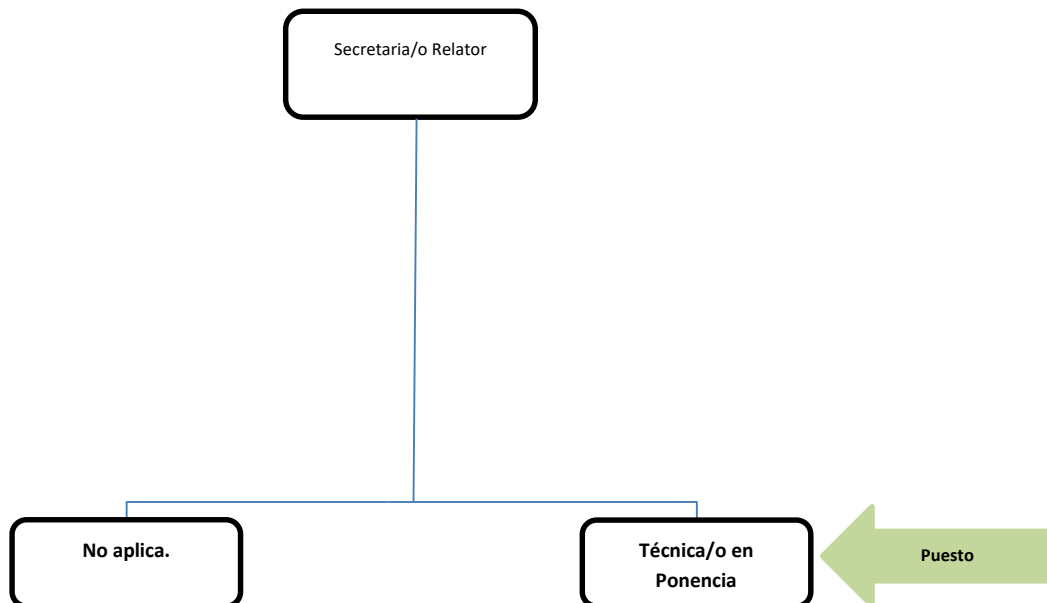 Secretaria/o Relator
No aplica.
Técnica/o en
Ponencia
Puesto